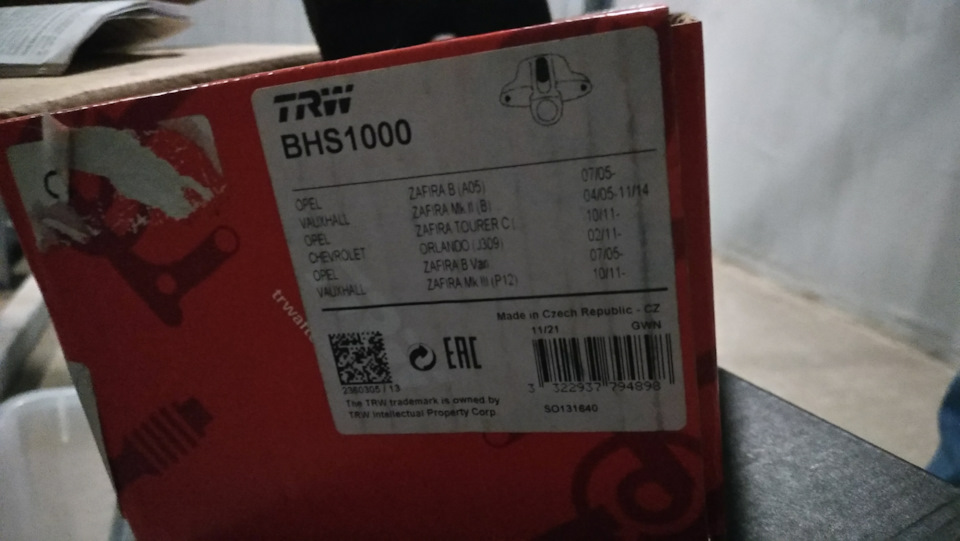 TRW
BHS1000
OPEL ZAFIRA B (A05) 07/05-
VAUXHALL ZAFIRA Mk II (B) 04/05-11/14
OPEL ZAFIRA TOURER C ( 10/11-
CHEVROLET ORLANDO (J309) 02/11-
OPEL ZAFIRA B Van 07/05-
VAUXHALL ZAFIRA Mk III (P12) 10/11-
Made in Czech Republic - CZ
11/21 GWN
EAC
2360305 / 13
3 322937 794898
The TRW trademark is owned by
TRW Intellectual Property Corp.
SO131640
trwafte